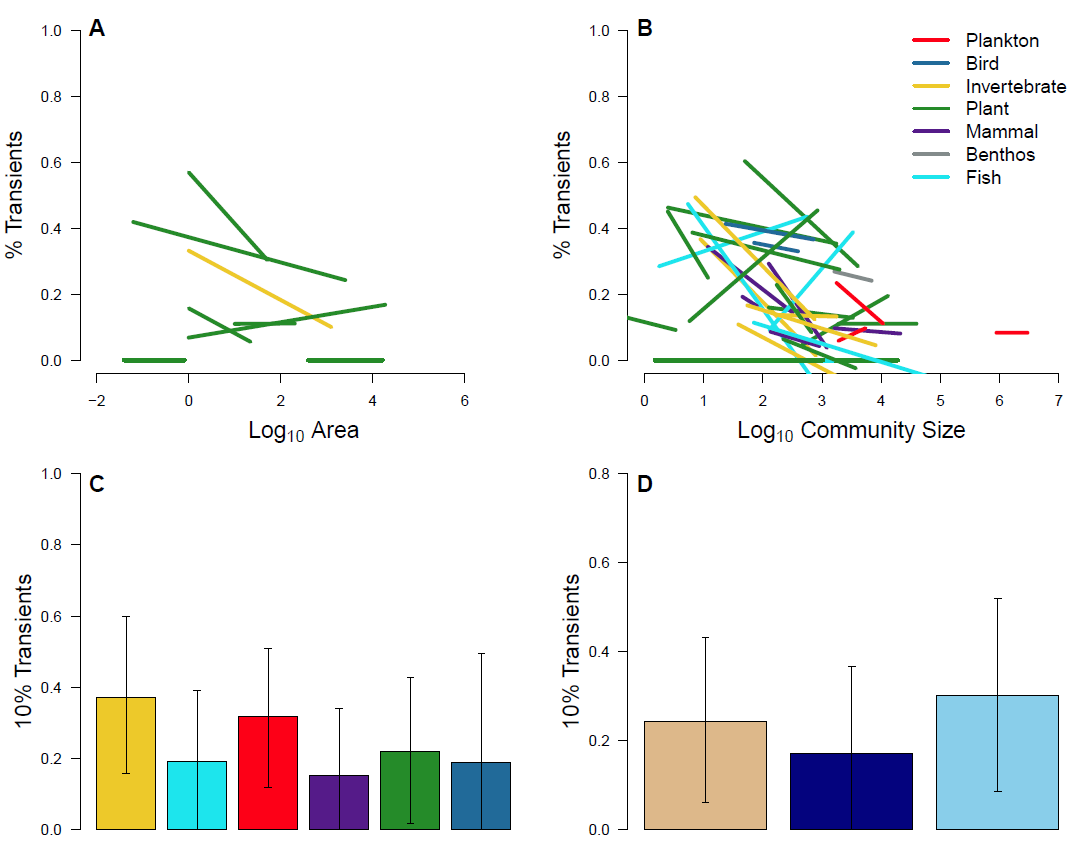 A
% Transients
1.0
0.8
0.6
0.4
0.2
0.0
−2 0 2 4 6
Log10 Area
B
% Transients
1.0
0.8
0.6
0.4
0.2
0.0
0 1 2 3 4 5 6 7
Log10 Community Size
Plankton
Bird
Invertebrate
Plant
Mammal
Benthos
Fish
C
10% Transients
1.0
0.8
0.6
0.4
0.2
0.0
D
10% Transients
0.8
0.6
0.4
0.2
0.0